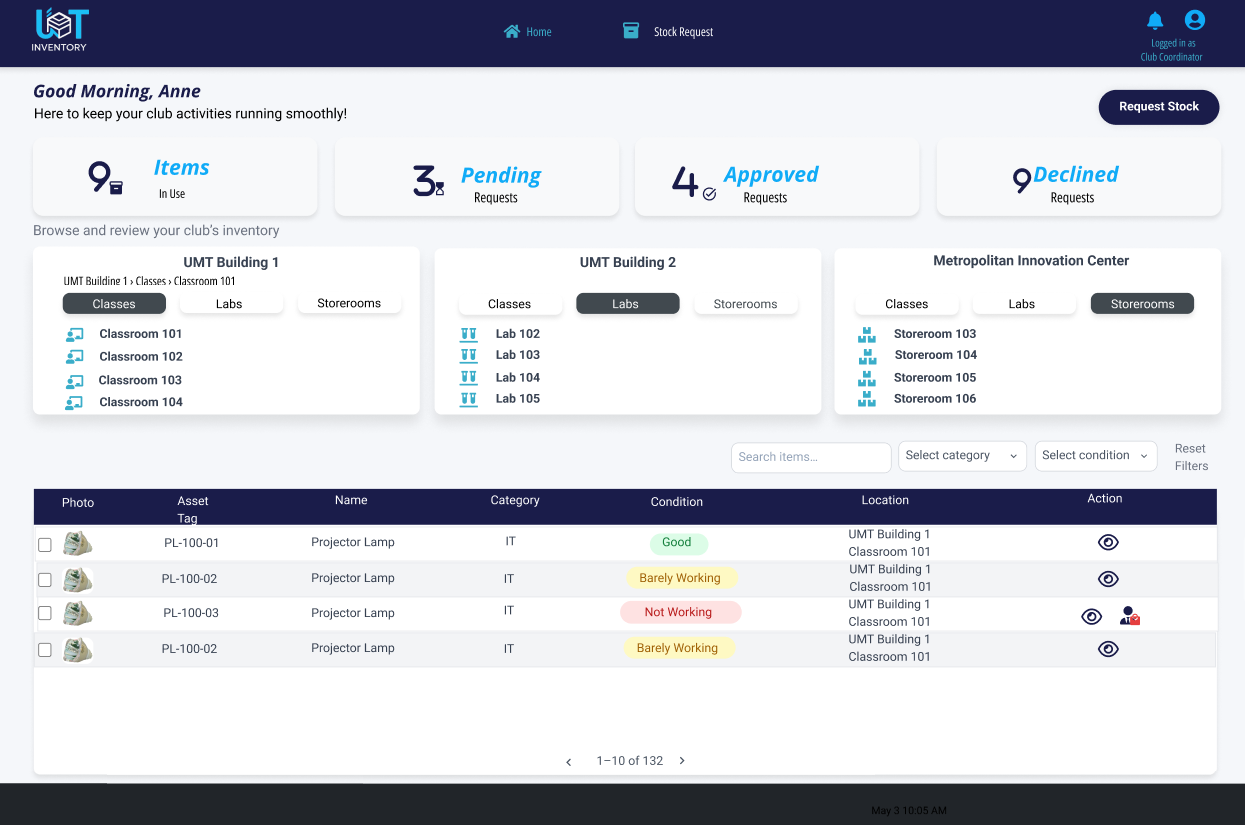 UOT
INVENTORY
Home
Stock Request
Logged in as
Club Coordinator
Good Morning, Anne
Here to keep your club activities running smoothly!
Request Stock
9 Items
In Use
3 Pending
Requests
4 Approved
Requests
9 Declined
Requests
Browse and review your club's inventory
UMT Building 1
UMT Building 1 › Classes › Classroom 101
Classes Labs Storerooms
Classroom 101
Classroom 102
Classroom 103
Classroom 104
UMT Building 2
Classes Labs Storerooms
Lab 102
Lab 103
Lab 104
Lab 105
Metropolitan Innovation Center
Classes Labs Storerooms
Storeroom 103
Storeroom 104
Storeroom 105
Storeroom 106
Search items...
Select category
Select condition
Reset
Filters
Photo Asset Tag Name Category Condition Location Action
PL-100-01 Projector Lamp IT Good UMT Building 1
Classroom 101
PL-100-02 Projector Lamp IT Barely Working UMT Building 1
Classroom 101
PL-100-03 Projector Lamp IT Not Working UMT Building 1
Classroom 101
PL-100-02 Projector Lamp IT Barely Working UMT Building 1
Classroom 101
‹ 1–10 of 132 ›
May 3 10:05 AM